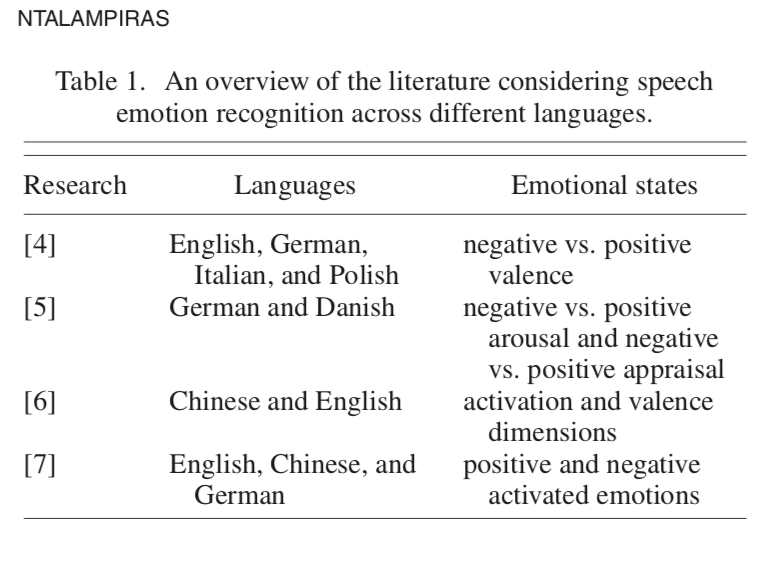 NTALAMPIRAS
Table 1. An overview of the literature considering speech
emotion recognition across different languages.
Research Languages Emotional states
[4] English, German, negative vs. positive
Italian, and Polish valence
[5] German and Danish negative vs. positive
arousal and negative
vs. positive appraisal
[6] Chinese and English activation and valence
dimensions
[7] English, Chinese, and positive and negative
German activated emotions